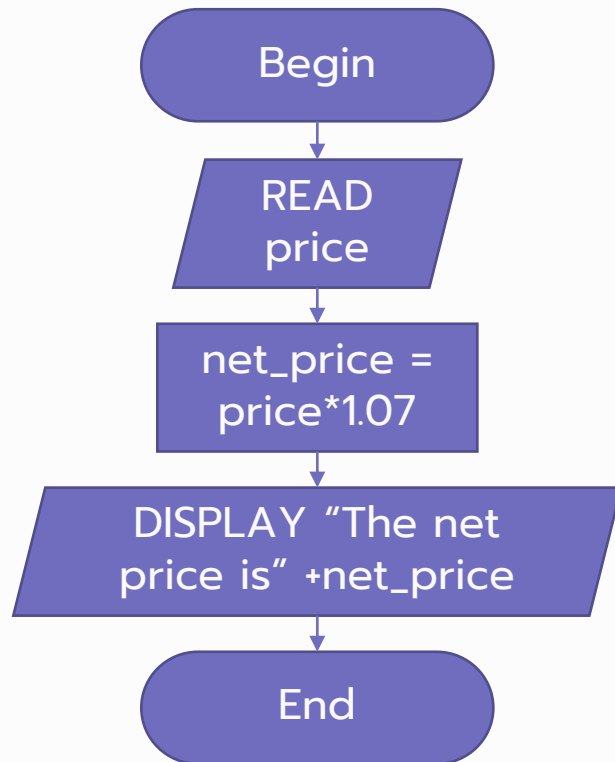 Begin
READ
price
net_price =
price*1.07
DISPLAY “The net
price is” +net_price
End